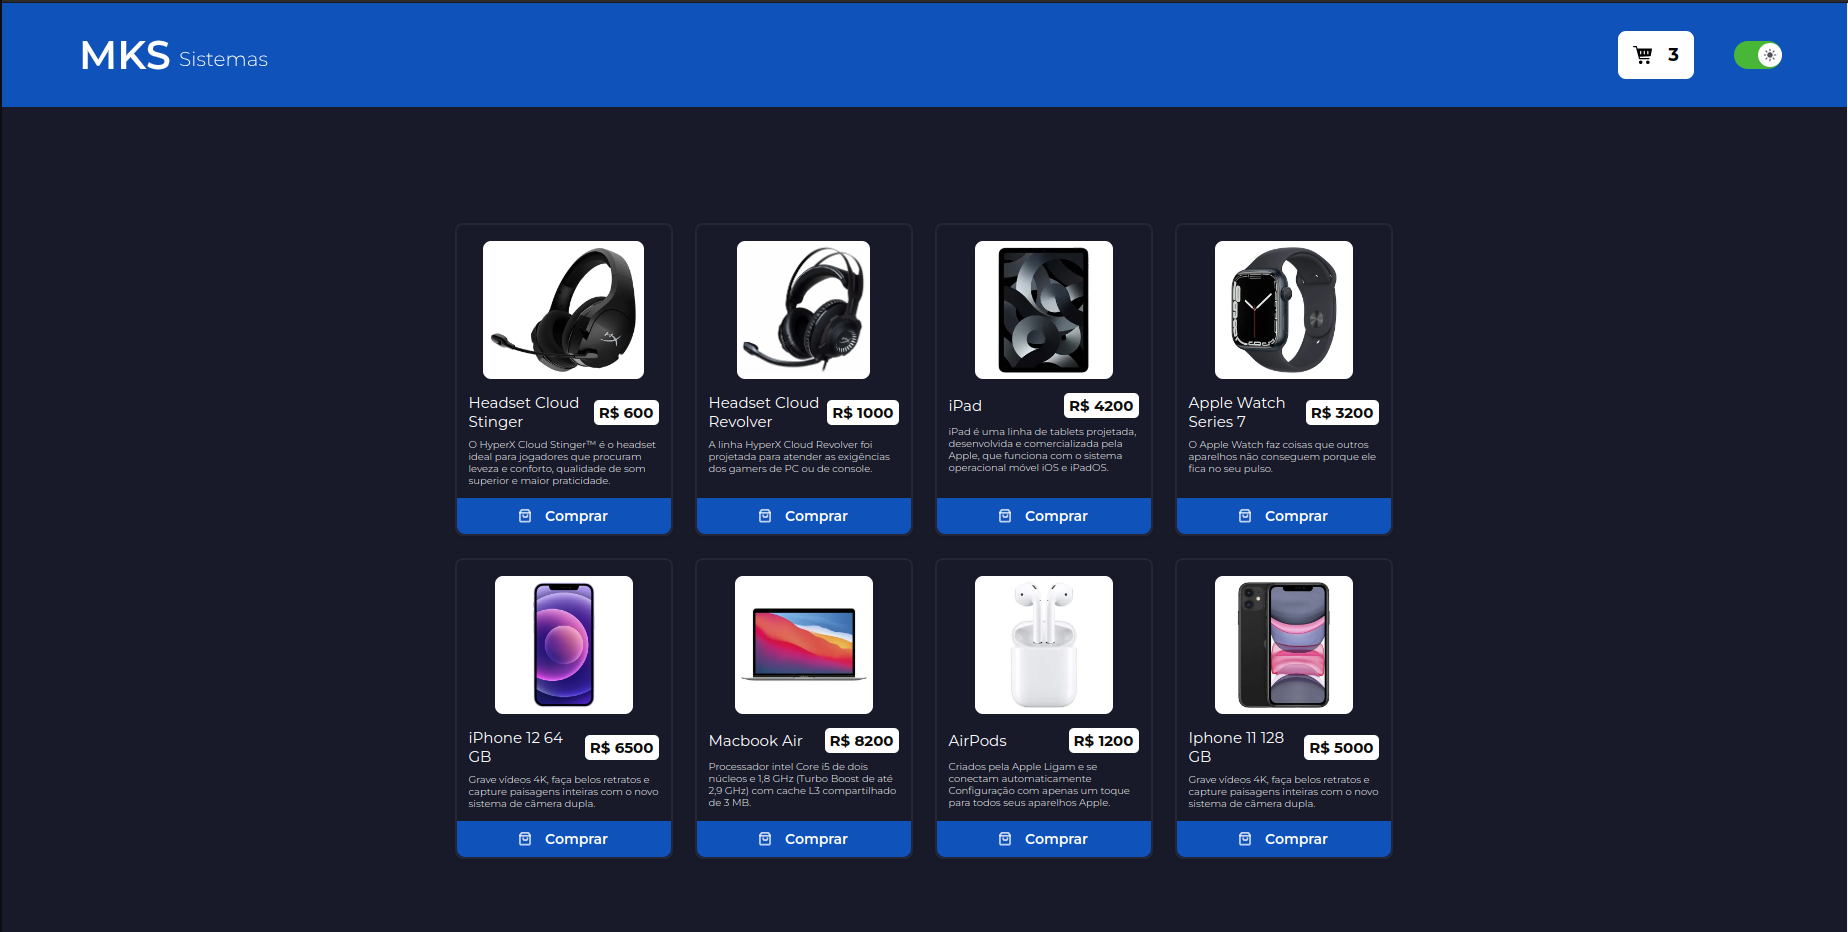 MKS Sistemas
3
Headset Cloud
Stinger
R$ 600
O HyperX Cloud Stinger™ é o headset
ideal para jogadores que procuram
leveza e conforto, qualidade de som
superior e maior praticidade.
Comprar
Headset Cloud
Revolver
R$ 1000
A linha HyperX Cloud Revolver foi
projetada para atender as exigências
dos gamers de PC ou de console.
Comprar
iPad
R$ 4200
iPad é uma linha de tablets projetada,
desenvolvida e comercializada pela
Apple, que funciona com o sistema
operacional móvel iOS e iPadOS.
Comprar
Apple Watch
Series 7
R$ 3200
O Apple Watch faz coisas que outros
aparelhos não conseguem porque ele
fica no seu pulso.
Comprar
iPhone 12 64
GB
R$ 6500
Grave vídeos 4K, faça belos retratos e
capture paisagens inteiras com o novo
sistema de câmera dupla.
Comprar
Macbook Air
R$ 8200
Processador intel Core i5 de dois
núcleos e 1,8 GHz (Turbo Boost de até
2,9 GHz) com cache L3 compartilhado
de 3 MB.
Comprar
AirPods
R$ 1200
Criados pela Apple Ligam e se
conectam automaticamente
Configuração com apenas um toque
para todos seus aparelhos Apple.
Comprar
Iphone 11 128
GB
R$ 5000
Grave vídeos 4K, faça belos retratos e
capture paisagens inteiras com o novo
sistema de câmera dupla.
Comprar